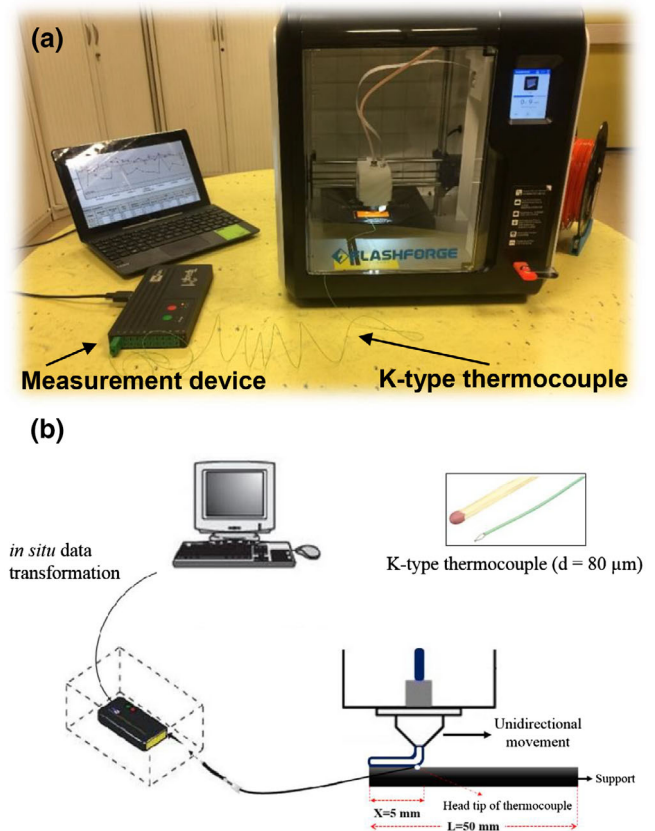 (a)
FLASHFORGE
Measurement device
K-type thermocouple
(b)
in situ data
transformation
K-type thermocouple (d = 80 µm)
Unidirectional
movement
Support
Head tip of thermocouple
X=5 mm
L=50 mm